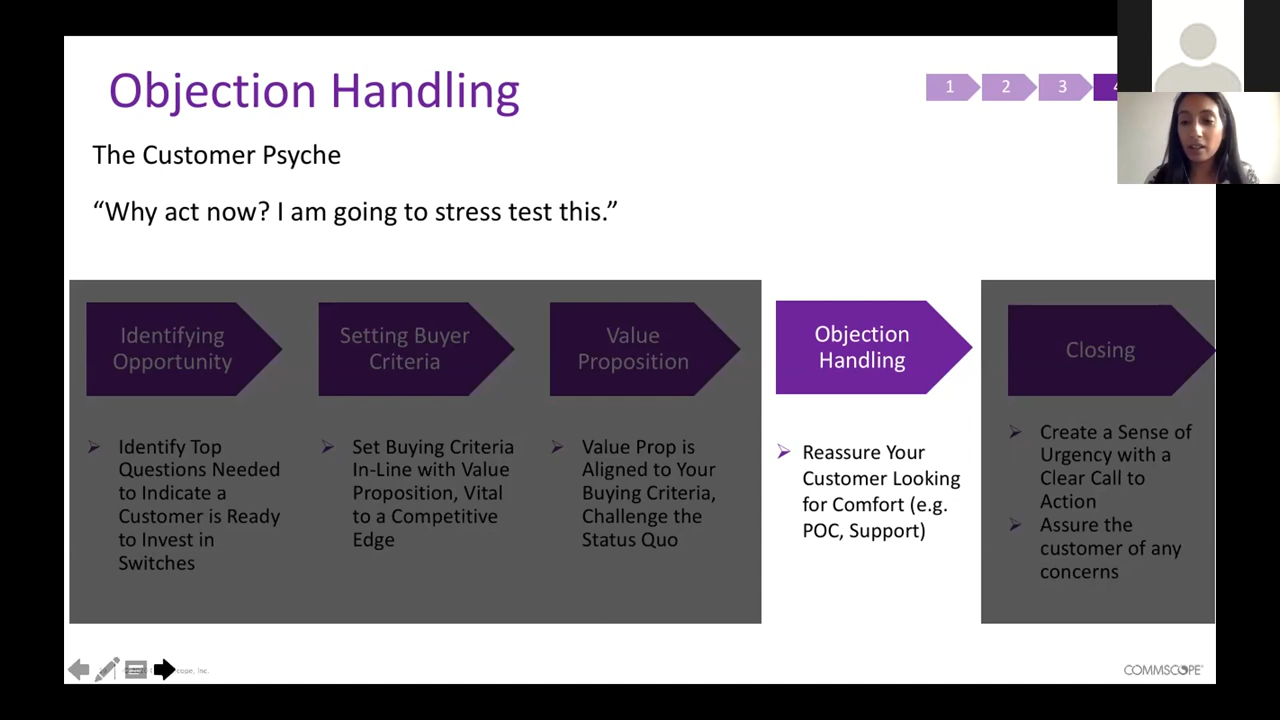 Objection Handling
1 2 3 4
The Customer Psyche
“Why act now? I am going to stress test this.”
Identifying
Opportunity
Setting Buyer
Criteria
Value
Proposition
Objection
Handling
Closing
➢ Identify Top
Questions Needed
to Indicate a
Customer is Ready
to Invest in
Switches
➢ Set Buying Criteria
In-Line with Value
Proposition, Vital
to a Competitive
Edge
➢ Value Prop is
Aligned to Your
Buying Criteria,
Challenge the
Status Quo
➢ Reassure Your
Customer Looking
for Comfort (e.g.
POC, Support)
➢ Create a Sense of
Urgency with a
Clear Call to
Action
➢ Assure the
customer of any
concerns
Inc.
COMMSCOPE®